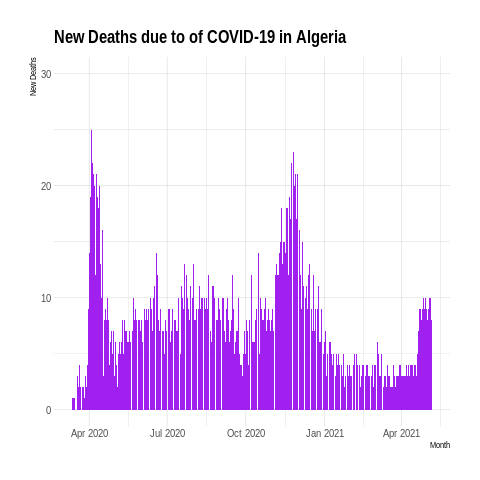 New Deaths due to of COVID-19 in Algeria
New Deaths
30
20
10
0
Apr 2020 Jul 2020 Oct 2020 Jan 2021 Apr 2021
Month